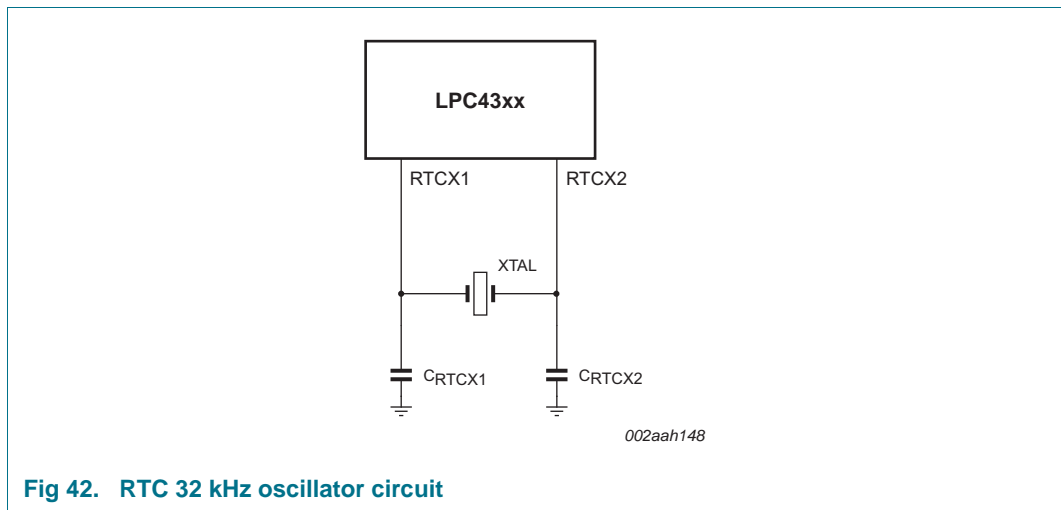 LPC43xx
RTCX1 RTCX2
XTAL
CRTCX1 CRTCX2
002aah148
Fig 42. RTC 32 kHz oscillator circuit